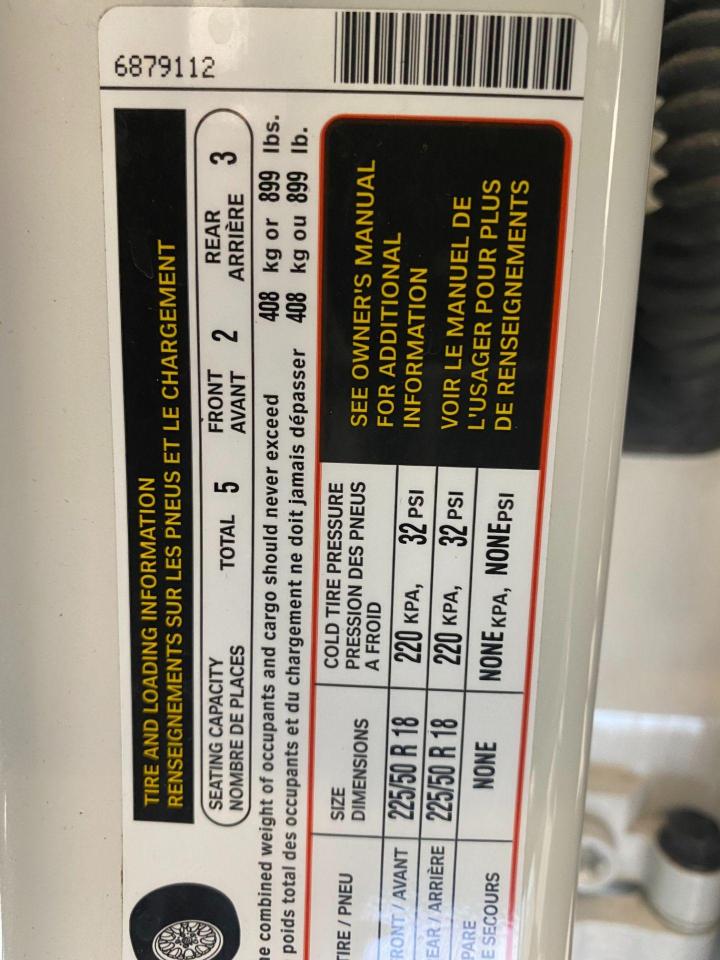 6879112
TIRE AND LOADING INFORMATION
RENSEIGNEMENTS SUR LES PNEUS ET LE CHARGEMENT
SEATING CAPACITY
NOMBRE DE PLACES
TOTAL 5
FRONT
AVANT 2
REAR
ARRIÈRE 3
combined weight of occupants and cargo should never exceed 408 kg or 899 lbs.
poids total des occupants et du chargement ne doit jamais dépasser 408 kg ou 899 lb.
TIRE / PNEU
SIZE
DIMENSIONS
COLD TIRE PRESSURE
PRESSION DES PNEUS
A FROID
RONT / AVANT 225/50 R 18 220 KPA, 32 PSI
EAR / ARRIÈRE 225/50 R 18 220 KPA, 32 PSI
PARE
E SECOURS NONE NONE KPA, NONE PSI
SEE OWNER'S MANUAL
FOR ADDITIONAL
INFORMATION
VOIR LE MANUEL DE
L'USAGER POUR PLUS
DE RENSEIGNEMENTS